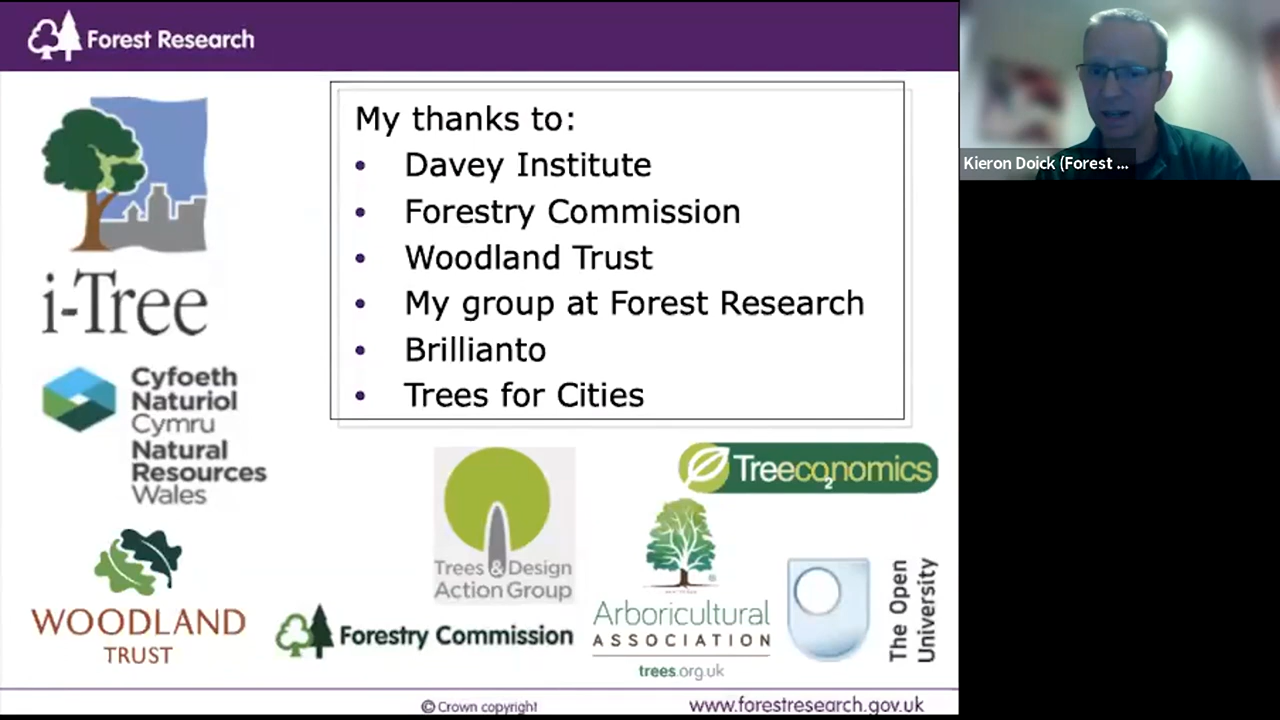 Forest Research
Kieron Doick (Forest ...
My thanks to:
• Davey Institute
• Forestry Commission
• Woodland Trust
• My group at Forest Research
• Brillianto
• Trees for Cities
i-Tree
Cyfoeth
Naturiol
Cymru
Natural
Resources
Wales
Treeco2nomics
Trees & Design
Action Group
WOODLAND
TRUST
Forestry Commission
Arboricultural
ASSOCIATION
trees.org.uk
The Open
University
© Crown copyright
www.forestresearch.gov.uk